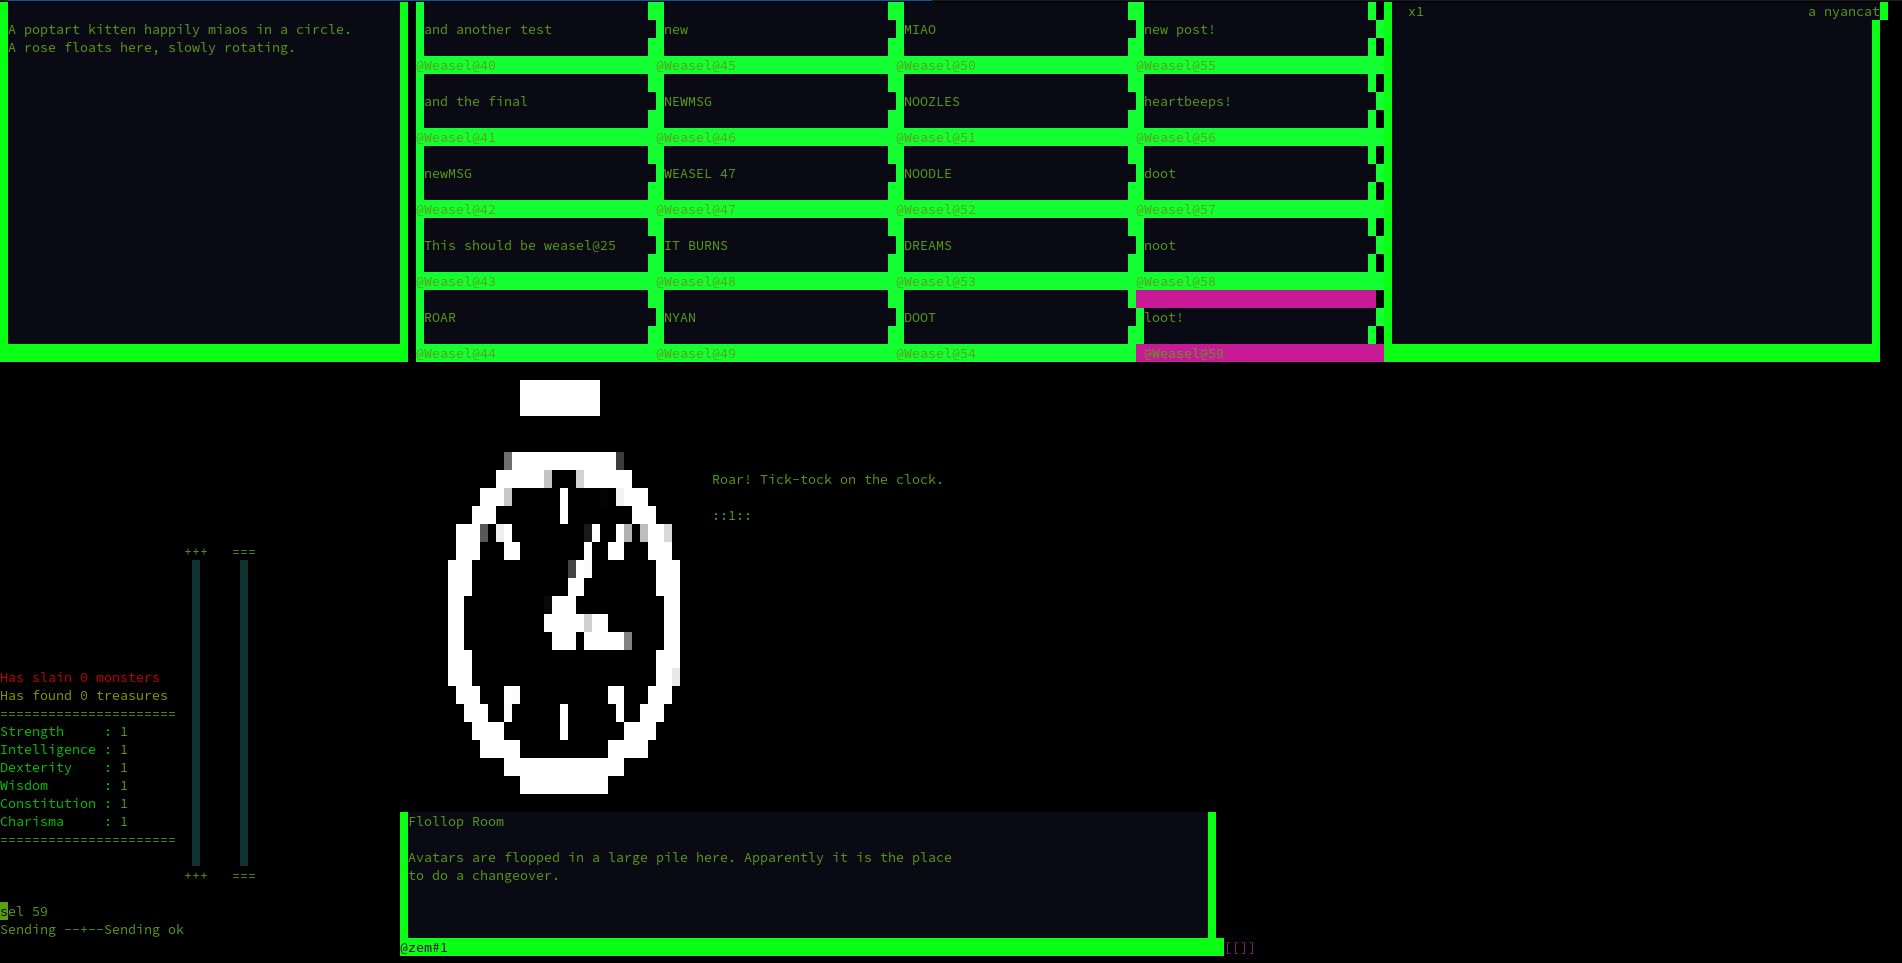 A poptart kitten happily miaos in a circle.
A rose floats here, slowly rotating.
and another test
new
MIAO
new post!
@Weasel@40
@Weasel@45
@Weasel@50
@Weasel@55
and the final
NEWMSG
NOOZLES
heartbeeps!
@Weasel@41
@Weasel@46
@Weasel@51
@Weasel@56
newMSG
WEASEL 47
NOODLE
doot
@Weasel@42
@Weasel@47
@Weasel@52
@Weasel@57
This should be weasel@25
IT BURNS
DREAMS
noot
@Weasel@43
@Weasel@48
@Weasel@53
@Weasel@58
ROAR
NYAN
DOOT
loot!
@Weasel@44
@Weasel@49
@Weasel@54
@Weasel@59
x1
a nyancat
Roar! Tick-tock on the clock.
::1::
+++ ===
Has slain 0 monsters
Has found 0 treasures
======================
Strength : 1
Intelligence : 1
Dexterity : 1
Wisdom : 1
Constitution : 1
Charisma : 1
======================
+++ ===
sel 59
Sending --+--Sending ok
Flollop Room
Avatars are flopped in a large pile here. Apparently it is the place
to do a changeover.
@zem#1
[[]]